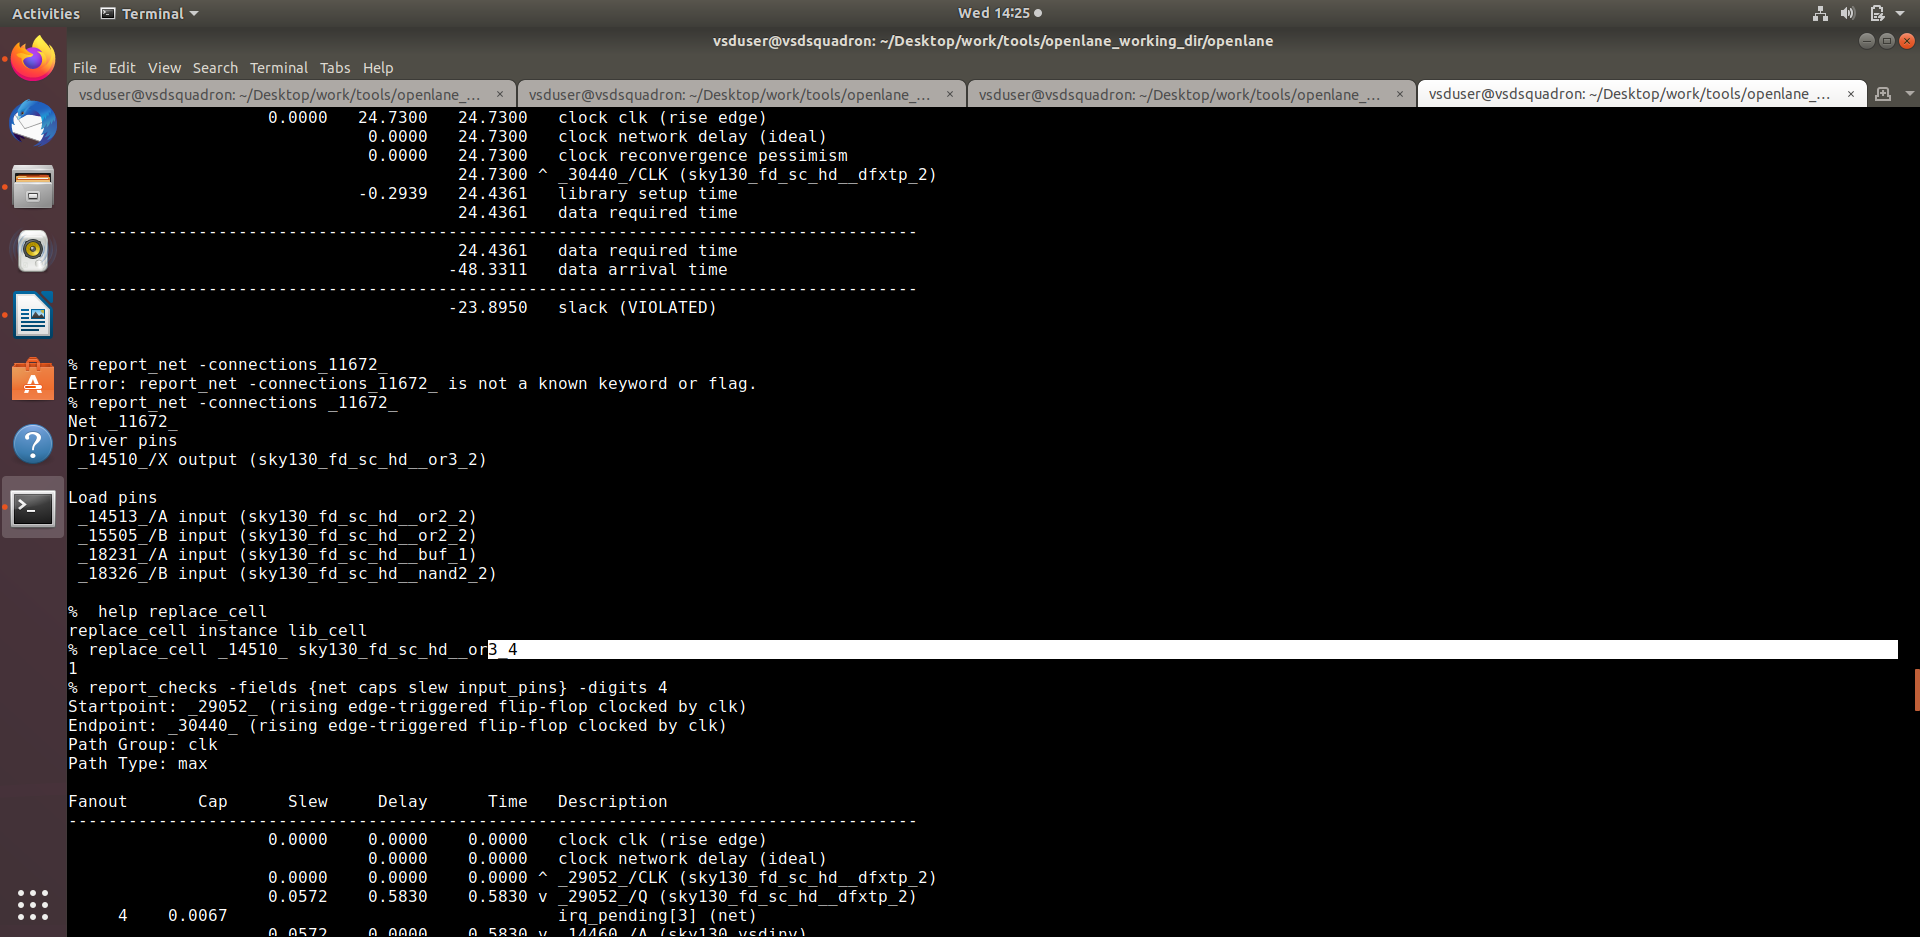 Activities Terminal Wed 14:25
vsduser@vsdsquadron: ~/Desktop/work/tools/openlane_working_dir/openlane
File Edit View Search Terminal Tabs Help
vsduser@vsdsquadron: ~/Desktop/work/tools/openlane_... × vsduser@vsdsquadron: ~/Desktop/work/tools/openlane_... × vsduser@vsdsquadron: ~/Desktop/work/tools/openlane_... × vsduser@vsdsquadron: ~/Desktop/work/tools/openlane_... ×
0.0000 24.7300 24.7300 clock clk (rise edge)
0.0000 24.7300 clock network delay (ideal)
0.0000 24.7300 clock reconvergence pessimism
24.7300 ^ _30440_/CLK (sky130_fd_sc_hd__dfxtp_2)
-0.2939 24.4361 library setup time
24.4361 data required time
-------------------------------------------------------------------------------------
24.4361 data required time
-48.3311 data arrival time
-------------------------------------------------------------------------------------
-23.8950 slack (VIOLATED)
% report_net -connections_11672_
Error: report_net -connections_11672_ is not a known keyword or flag.
% report_net -connections _11672_
Net _11672_
Driver pins
_14510_/X output (sky130_fd_sc_hd__or3_2)
Load pins
_14513_/A input (sky130_fd_sc_hd__or2_2)
_15505_/B input (sky130_fd_sc_hd__or2_2)
_18231_/A input (sky130_fd_sc_hd__buf_1)
_18326_/B input (sky130_fd_sc_hd__nand2_2)
% help replace_cell
replace_cell instance lib_cell
% replace_cell _14510_ sky130_fd_sc_hd__or3_4
1
% report_checks -fields {net caps slew input_pins} -digits 4
Startpoint: _29052_ (rising edge-triggered flip-flop clocked by clk)
Endpoint: _30440_ (rising edge-triggered flip-flop clocked by clk)
Path Group: clk
Path Type: max
Fanout Cap Slew Delay Time Description
-------------------------------------------------------------------------------------
0.0000 0.0000 0.0000 clock clk (rise edge)
0.0000 0.0000 clock network delay (ideal)
0.0000 0.0000 0.0000 ^ _29052_/CLK (sky130_fd_sc_hd__dfxtp_2)
0.0572 0.5830 0.5830 v _29052_/Q (sky130_fd_sc_hd__dfxtp_2)
4 0.0067 irq_pending[3] (net)
0.0572 0.0000 0.5830 v _14460_/A (sky130_vsdinv)